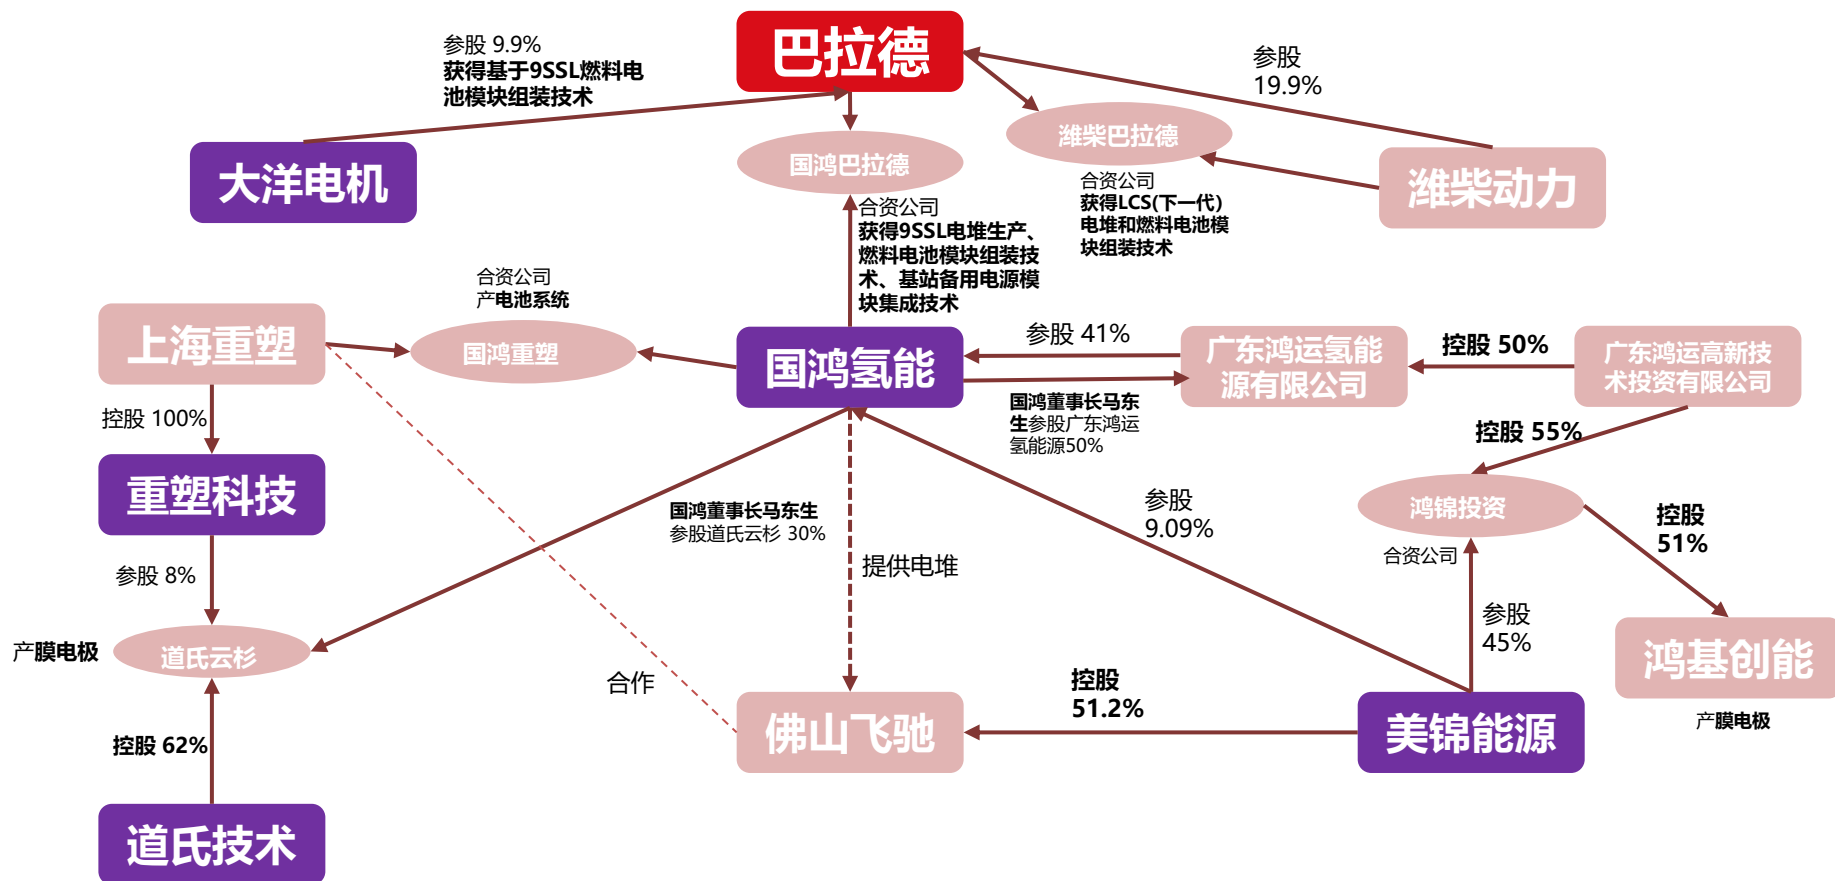 巴拉德
参股 9.9%
获得基于9SSL燃料电
池模块组装技术
参股
19.9%
大洋电机
国鸿巴拉德
潍柴巴拉德
潍柴动力
合资公司
获得LCS(下一代）
电堆和燃料电池模
块组装技术
合资公司
获得9SSL电堆生产、
燃料电池模块组装技
术、基站备用电源模
块集成技术
合资公司
产电池系统
上海重塑
国鸿重塑
国鸿氢能
参股 41%
广东鸿运氢能
源有限公司
控股 50%
广东鸿运高新技
术投资有限公司
国鸿董事长马东
生参股广东鸿运
氢能源50%
控股 100%
控股 55%
重塑科技
国鸿董事长马东生
参股道氏云杉 30%
参股
9.09%
鸿锦投资
控股
51%
合资公司
提供电堆
参股 8%
参股
45%
产膜电极
道氏云杉
合作
控股
51.2%
鸿基创能
产膜电极
佛山飞驰
美锦能源
控股 62%
道氏技术